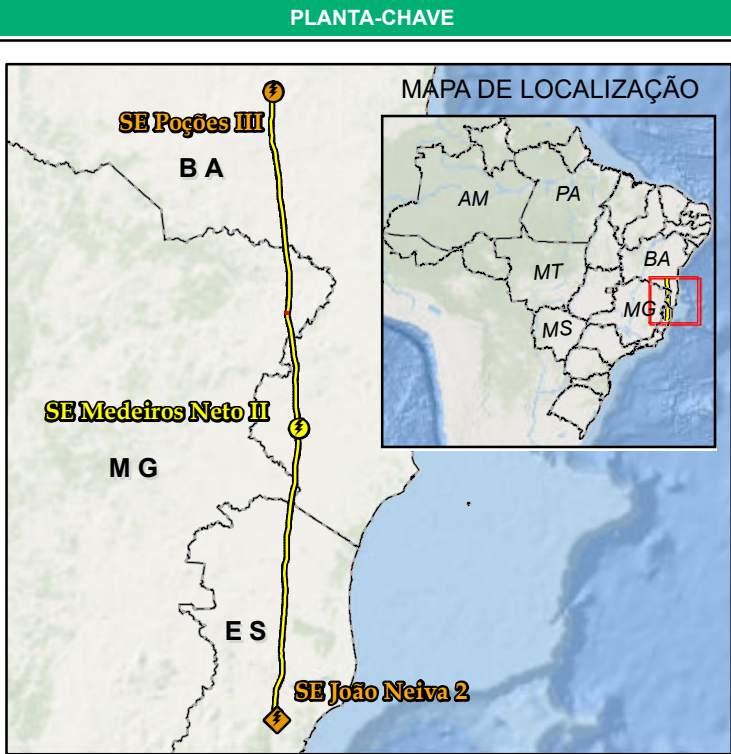 PLANTA-CHAVE
MAPA DE LOCALIZAÇÃO
SE Poções III
B A
AM
PA
BA
MT
MG
MS
SE Medeiros Neto II
M G
E S
SE João Neiva 2